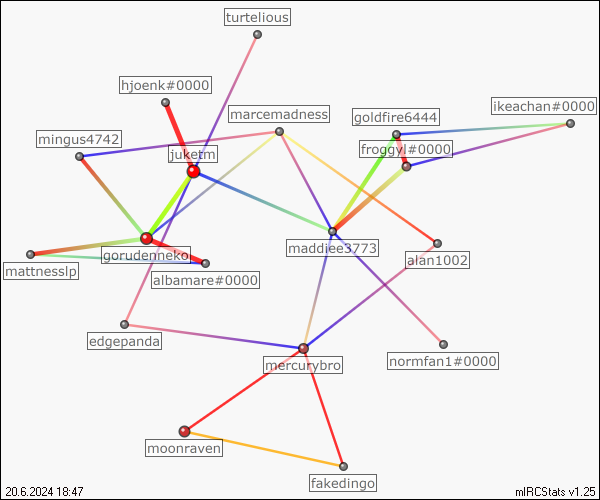 turtelious
hjoenk#0000
marcemadness
ikeachan#0000
goldfire6444
mingus4742
juketm
froggyj#0000
maddiee3773
gorudenneko
alan1002
mattnesslp
albamare#0000
edgepanda
normfan1#0000
mercurybro
moonraven
fakedingo
20.6.2024 18:47
mIRCStats v1.25